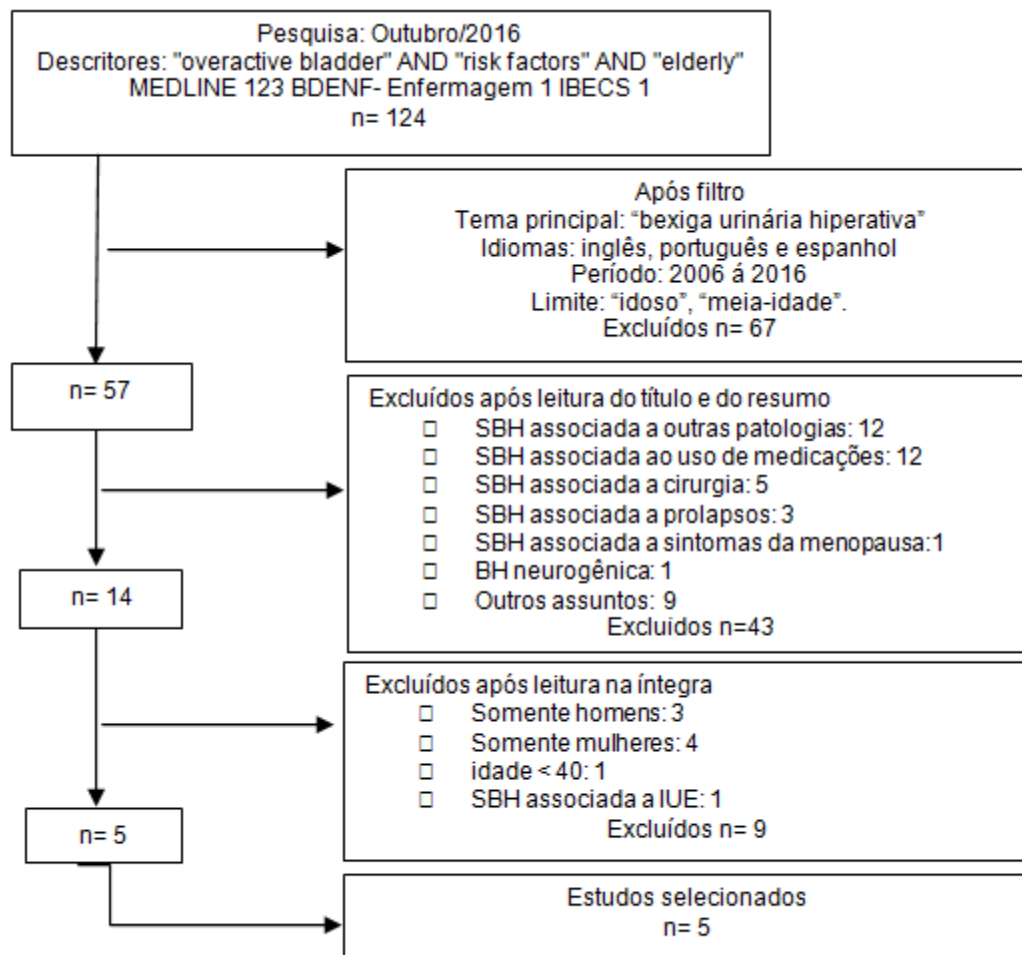 Pesquisa: Outubro/2016
Descritores: "overactive bladder" AND "risk factors" AND "elderly"
MEDLINE 123 BDENF- Enfermagem 1 IBECS 1
n= 124
Após filtro
Tema principal: “bexiga urinária hiperativa”
Idiomas: inglês, português e espanhol
Período: 2006 á 2016
Limite: “idoso”, “meia-idade”.
Excluídos n= 67
n= 57
Excluídos após leitura do título e do resumo
SBH associada a outras patologias: 12
SBH associada ao uso de medicações: 12
SBH associada a cirurgia: 5
SBH associada a prolapsos: 3
SBH associada a sintomas da menopausa:1
BH neurogênica: 1
Outros assuntos: 9
Excluidos n=43
n= 14
Excluídos após leitura na íntegra
Somente homens: 3
Somente mulheres: 4
idade < 40: 1
SBH associada a IUE: 1
Excluídos n= 9
n= 5
Estudos selecionados
n= 5